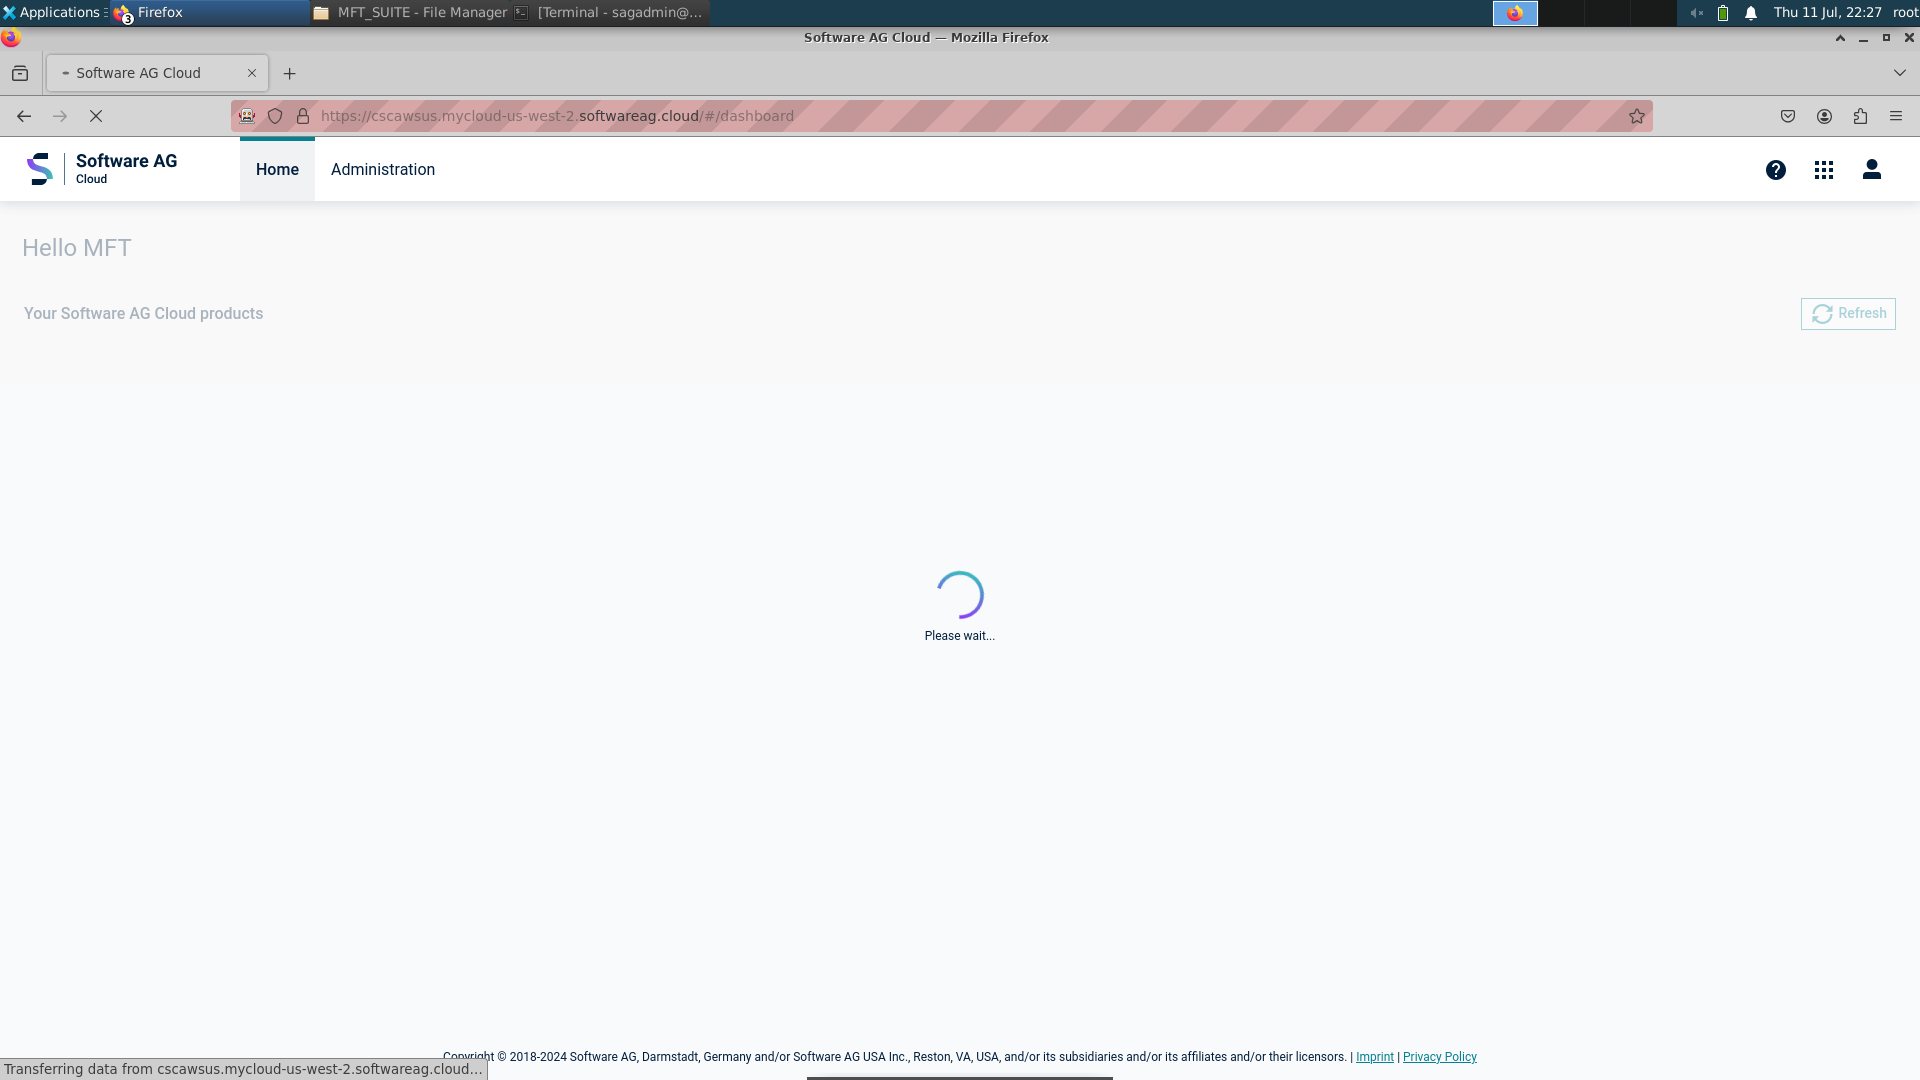 Applications Firefox MFT_SUITE - File Manager [Terminal - sagadmin@... Thu 11 Jul, 22:27 root
3
Software AG Cloud — Mozilla Firefox
Software AG Cloud
https://cscawsus.mycloud-us-west-2.softwareag.cloud/#/dashboard
Software AG
Cloud
Home Administration
Hello MFT
Your Software AG Cloud products Refresh
Please wait...
Copyright © 2018-2024 Software AG, Darmstadt, Germany and/or Software AG USA Inc., Reston, VA, USA, and/or its subsidiaries and/or its affiliates and/or their licensors. | Imprint | Privacy Policy
Transferring data from cscawsus.mycloud-us-west-2.softwareag.cloud...